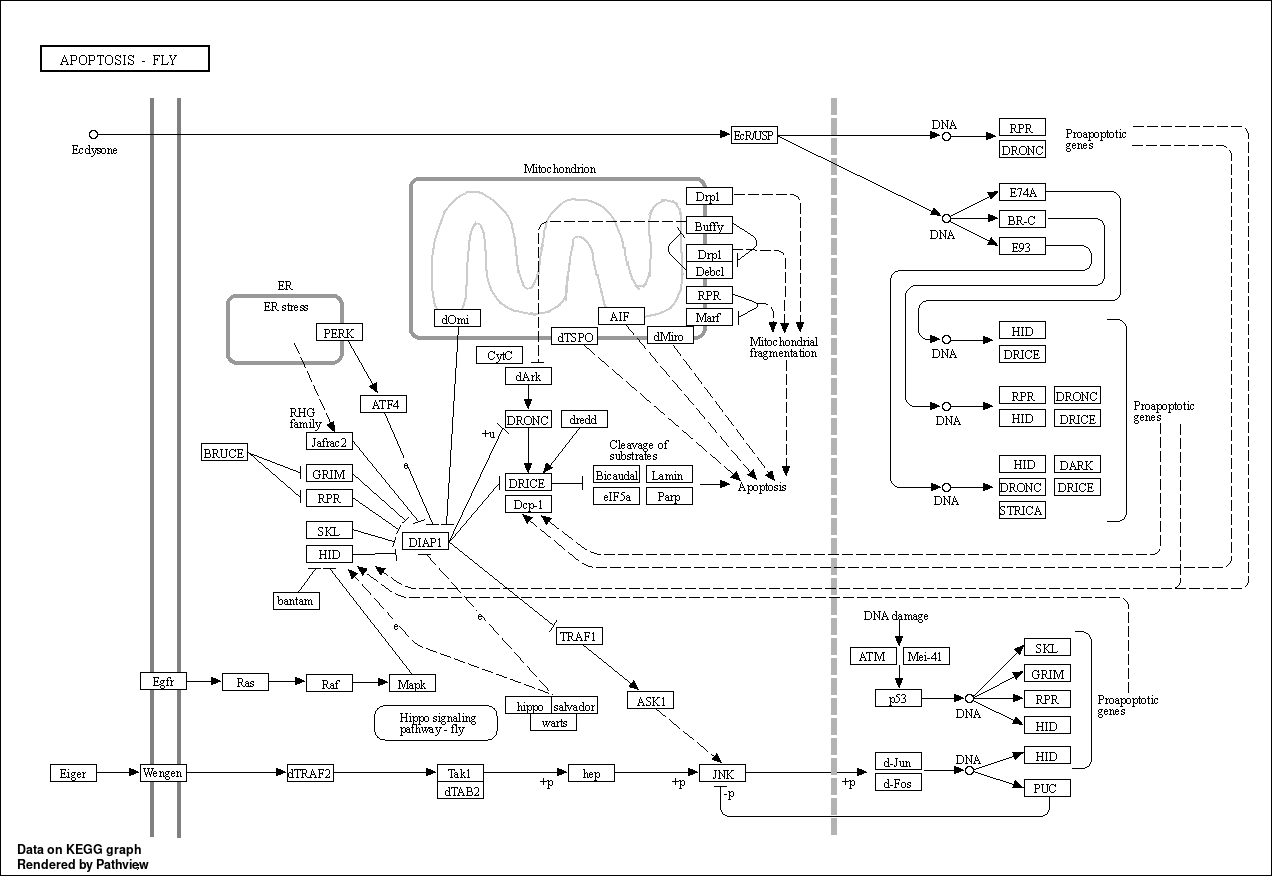 APOPTOSIS - FLY
Ecdysone
EcR/USP
DNA
RPR
DRONC
Proapoptotic
genes
Mitochondrion
Drp1
Buffy
Drp1
Debcl
RPR
Marf
E74A
BR-C
E93
DNA
ER
ER stress
PERK
dOmi
AIF
dTSPO
dMiro
Mitochondrial
fragmentation
HID
DRICE
DNA
CytC
dArk
ATF4
RHG
family
Jafrac2
BRUCE
GRIM
RPR
SKL
HID
bantam
e
+u
DRONC
dredd
DRICE
Dcp-1
Cleavage of
substrates
Bicaudal
Lamin
eIF5a
Parp
Apoptosis
DIAP1
RPR
DRONC
HID
DRICE
DNA
Proapoptotic
genes
HID
DARK
DRONC
DRICE
STRICA
DNA
e
e
TRAF1
DNA damage
ATM
Mei-41
p53
DNA
SKL
GRIM
RPR
HID
Proapoptotic
genes
Egfr
Ras
Raf
Mapk
hippo
salvador
warts
ASK1
Hippo signaling
pathway - fly
Eiger
Wengen
dTRAF2
Tak1
dTAB2
+p
hep
+p
JNK
-p
+p
d-Jun
d-Fos
DNA
HID
PUC
Data on KEGG graph
Rendered by Pathview